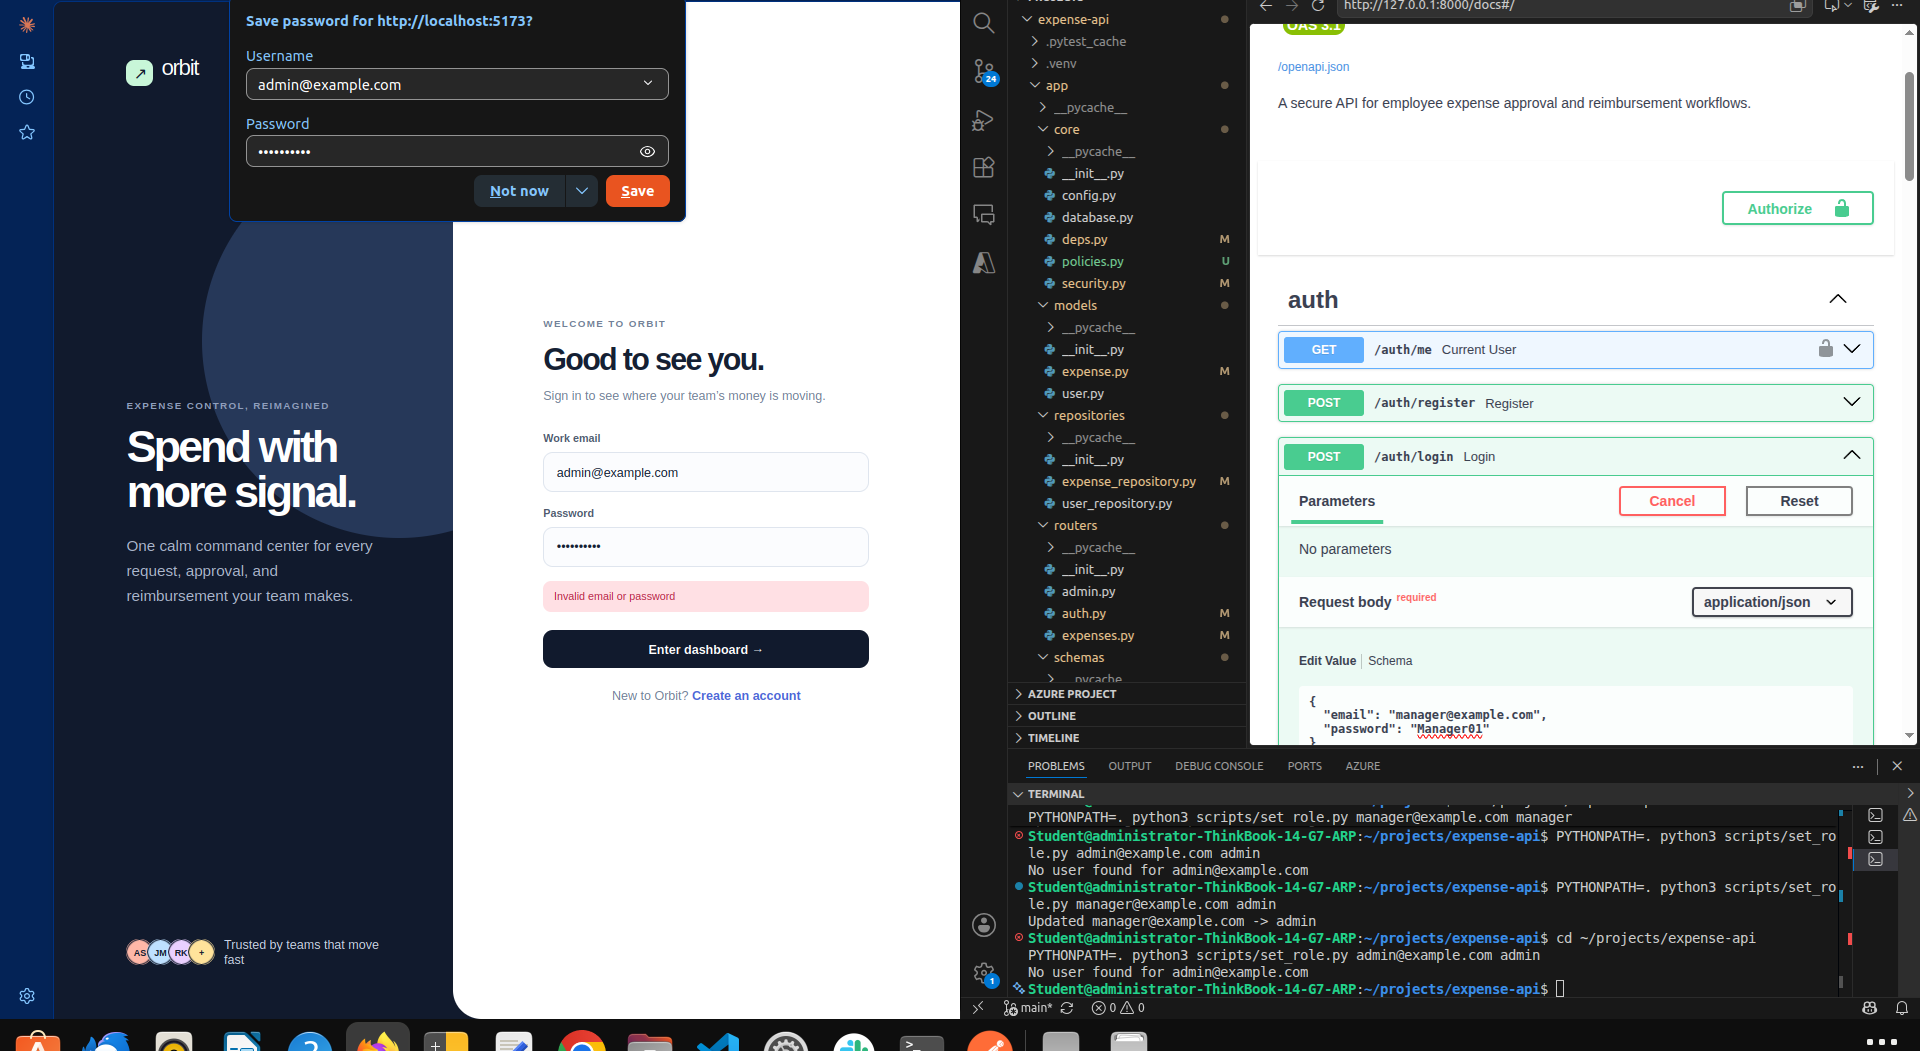 Save password for http://localhost:5173?
Username
admin@example.com
Password
••••••••••
Not now
Save
orbit
EXPENSE CONTROL, REIMAGINED
Spend with
more signal.
One calm command center for every
request, approval, and
reimbursement your team makes.
AS JM RK +
Trusted by teams that move
fast
WELCOME TO ORBIT
Good to see you.
Sign in to see where your team's money is moving.
Work email
admin@example.com
Password
••••••••••
Invalid email or password
Enter dashboard →
New to Orbit? Create an account
24
1
expense-api
.pytest_cache
.venv
app
__pycache__
core
__pycache__
__init__.py
config.py
database.py
deps.py M
policies.py U
security.py M
models
__pycache__
__init__.py
expense.py M
user.py
repositories
__pycache__
__init__.py
expense_repository.py M
user_repository.py
routers
__pycache__
__init__.py
admin.py
auth.py M
expenses.py M
schemas
__pycache__
AZURE PROJECT
OUTLINE
TIMELINE
http://127.0.0.1:8000/docs#/
OAS 3.1
/openapi.json
A secure API for employee expense approval and reimbursement workflows.
Authorize
auth
GET /auth/me Current User
POST /auth/register Register
POST /auth/login Login
Parameters
Cancel
Reset
No parameters
Request body required
application/json
Edit Value | Schema
{
"email": "manager@example.com",
"password": "Manager01"
}
PROBLEMS OUTPUT DEBUG CONSOLE PORTS AZURE
TERMINAL
PYTHONPATH=. python3 scripts/set_role.py manager@example.com manager
Student@administrator-ThinkBook-14-G7-ARP:~/projects/expense-api$ PYTHONPATH=. python3 scripts/set_ro
le.py admin@example.com admin
No user found for admin@example.com
Student@administrator-ThinkBook-14-G7-ARP:~/projects/expense-api$ PYTHONPATH=. python3 scripts/set_ro
le.py manager@example.com admin
Updated manager@example.com -> admin
Student@administrator-ThinkBook-14-G7-ARP:~/projects/expense-api$ cd ~/projects/expense-api
PYTHONPATH=. python3 scripts/set_role.py admin@example.com admin
No user found for admin@example.com
Student@administrator-ThinkBook-14-G7-ARP:~/projects/expense-api$
main* 0 0